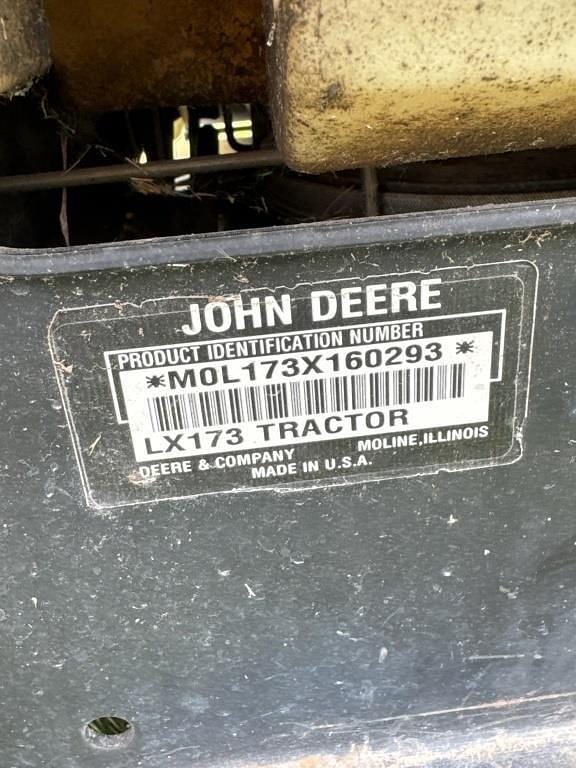 JOHN DEERE
PRODUCT IDENTIFICATION NUMBER
*M0L173X160293*
LX173 TRACTOR
DEERE & COMPANY MOLINE, ILLINOIS
MADE IN U.S.A.